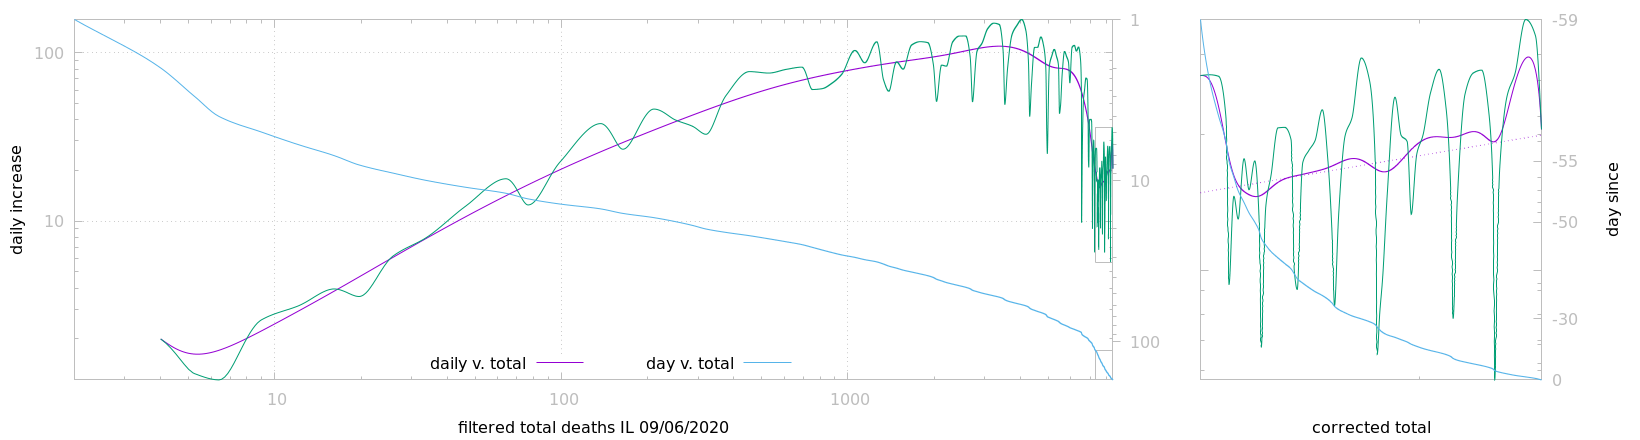 100
10
daily increase
daily v. total
day v. total
10
100
1000
filtered total deaths IL 09/06/2020
1
10
100
-59
-55
-50
-30
0
day since
corrected total